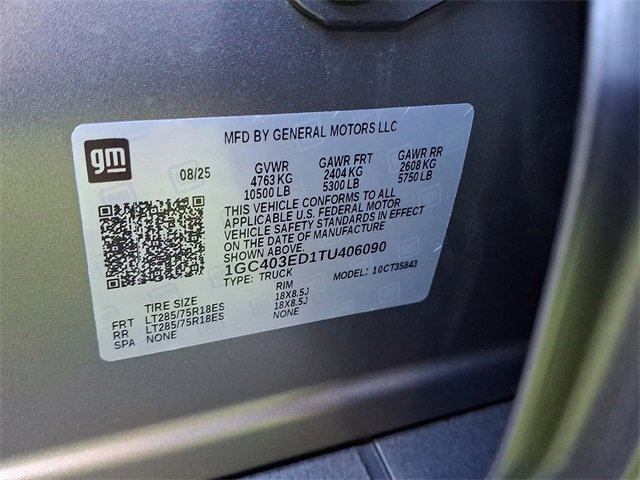 MFD BY GENERAL MOTORS LLC
gm
08/25
GVWR GAWR FRT GAWR RR
4763 KG 2404 KG 2608 KG
10500 LB 5300 LB 5750 LB
THIS VEHICLE CONFORMS TO ALL
APPLICABLE U.S. FEDERAL MOTOR
VEHICLE SAFETY STANDARDS IN EFFECT
ON THE DATE OF MANUFACTURE
SHOWN ABOVE.
1GC403ED1TU406090
TYPE: TRUCK MODEL: 10CT35843
TIRE SIZE RIM
FRT LT285/75R18ES 18X8.5J
RR LT285/75R18ES 18X8.5J
SPA NONE NONE